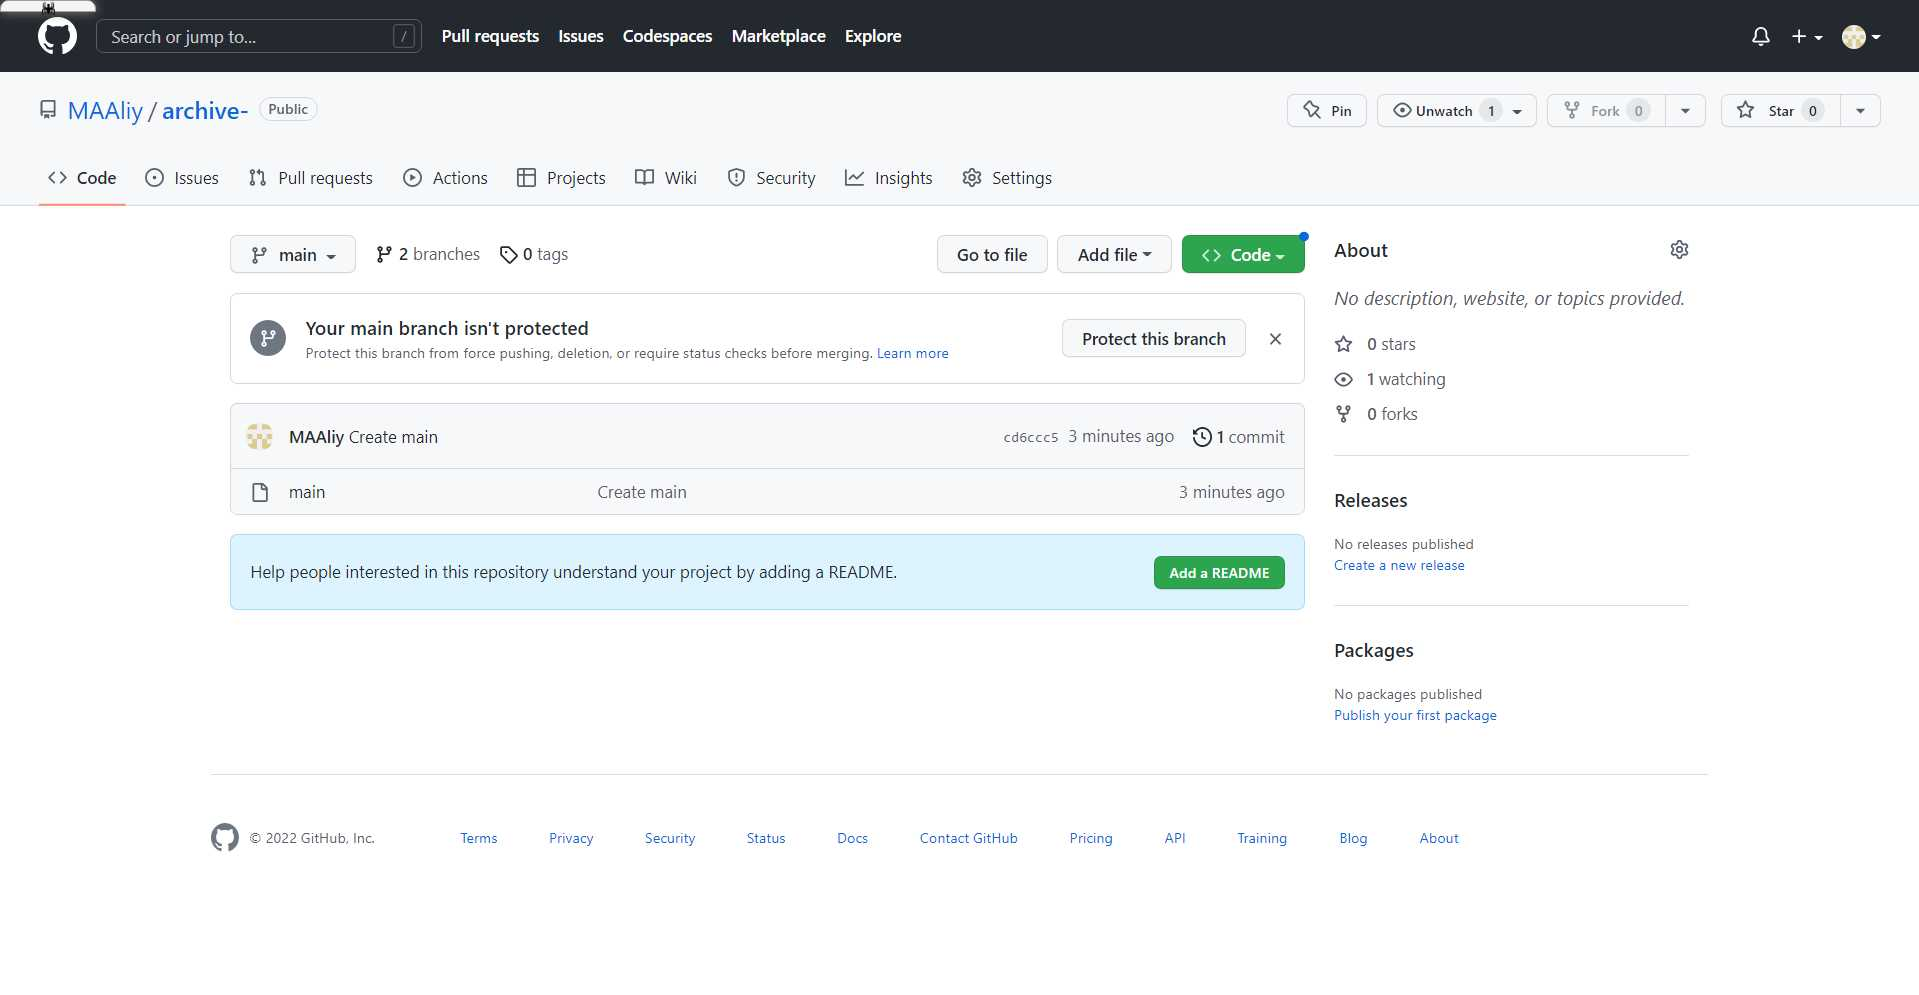 Search or jump to... / Pull requests Issues Codespaces Marketplace Explore
MAAliy / archive- Public Pin Unwatch 1 Fork 0 Star 0
Code Issues Pull requests Actions Projects Wiki Security Insights Settings
main 2 branches 0 tags Go to file Add file Code
Your main branch isn't protected
Protect this branch from force pushing, deletion, or require status checks before merging. Learn more
Protect this branch
MAAliy Create main cd6ccc5 3 minutes ago 1 commit
main Create main 3 minutes ago
Help people interested in this repository understand your project by adding a README. Add a README
About
No description, website, or topics provided.
0 stars
1 watching
0 forks
Releases
No releases published
Create a new release
Packages
No packages published
Publish your first package
© 2022 GitHub, Inc. Terms Privacy Security Status Docs Contact GitHub Pricing API Training Blog About